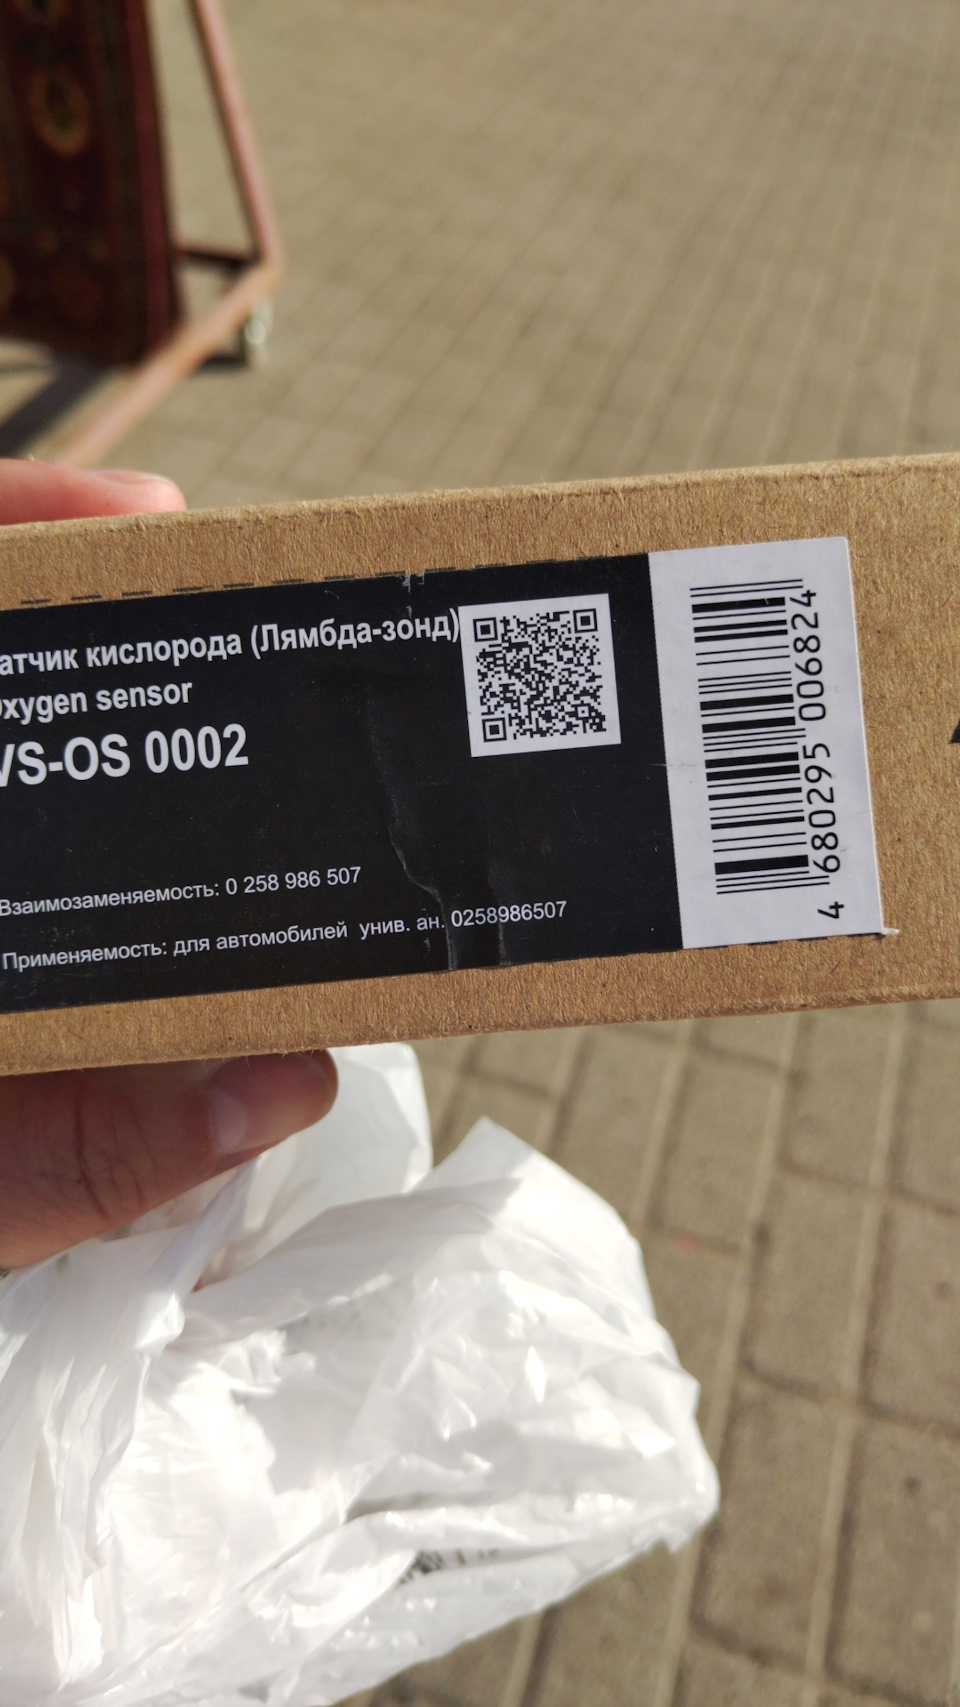 атчик кислорода (Лямбда-зонд)
Oxygen sensor
VS-OS 0002
Взаимозаменяемость: 0 258 986 507
Применяемость: для автомобилей унив. ан. 0258986507
4 680295 006824